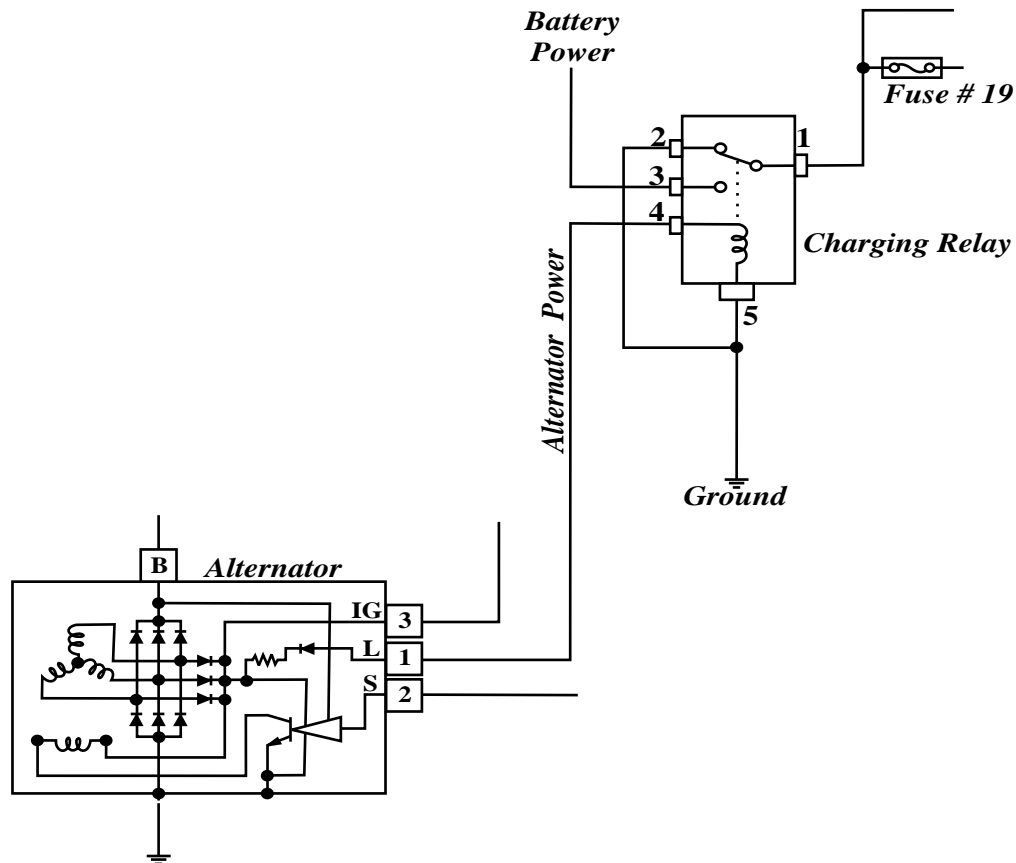 Battery
Power
Fuse # 19
2
1
3
4
Charging Relay
5
Alternator Power
Ground
B
Alternator
IG
3
L
1
S
2